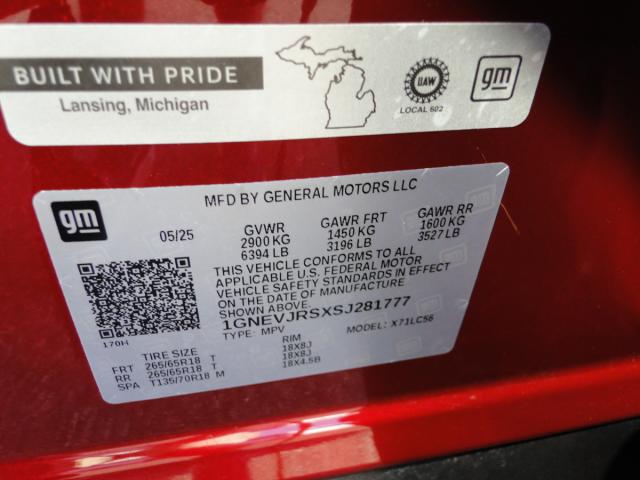 BUILT WITH PRIDE
Lansing, Michigan
UAW
LOCAL 602
gm
gm
MFD BY GENERAL MOTORS LLC
05/25 GVWR GAWR FRT GAWR RR
2900 KG 1450 KG 1600 KG
6394 LB 3196 LB 3527 LB
THIS VEHICLE CONFORMS TO ALL
APPLICABLE U.S. FEDERAL MOTOR
VEHICLE SAFETY STANDARDS IN EFFECT
ON THE DATE OF MANUFACTURE
SHOWN ABOVE.
1GNEVJRSXSJ281777
TYPE: MPV MODEL: X71LC56
170H
TIRE SIZE RIM
FRT 265/65R18 T 18X8J
RR 265/65R18 T 18X8J
SPA T135/70R18 M 18X4.5B